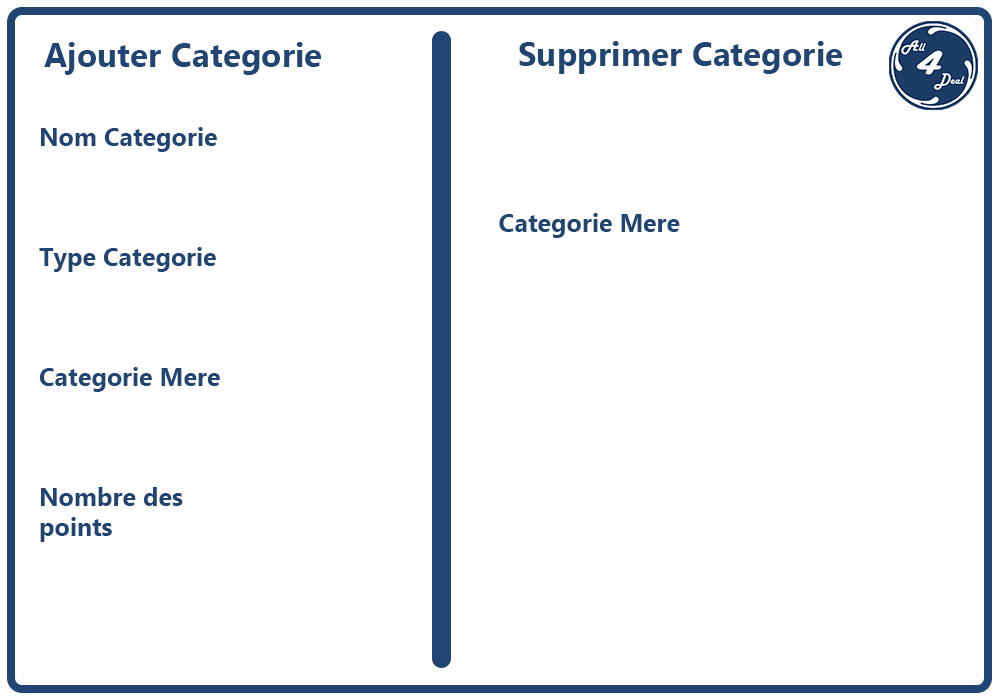 Ajouter Categorie
Nom Categorie
Type Categorie
Categorie Mere
Nombre des
points
Supprimer Categorie
Categorie Mere
All
4
Deal